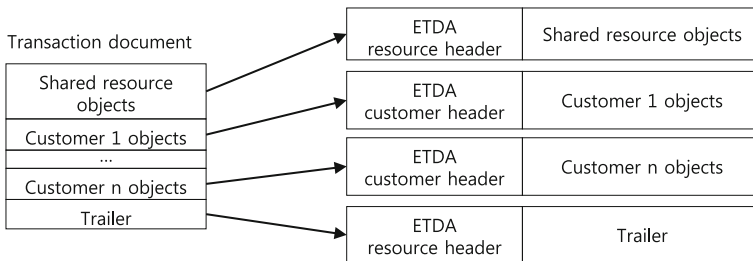 Transaction document
Shared resource
objects
Customer 1 objects
...
Customer n objects
Trailer
ETDA
resource header
Shared resource objects
ETDA
customer header
Customer 1 objects
ETDA
customer header
Customer n objects
ETDA
resource header
Trailer